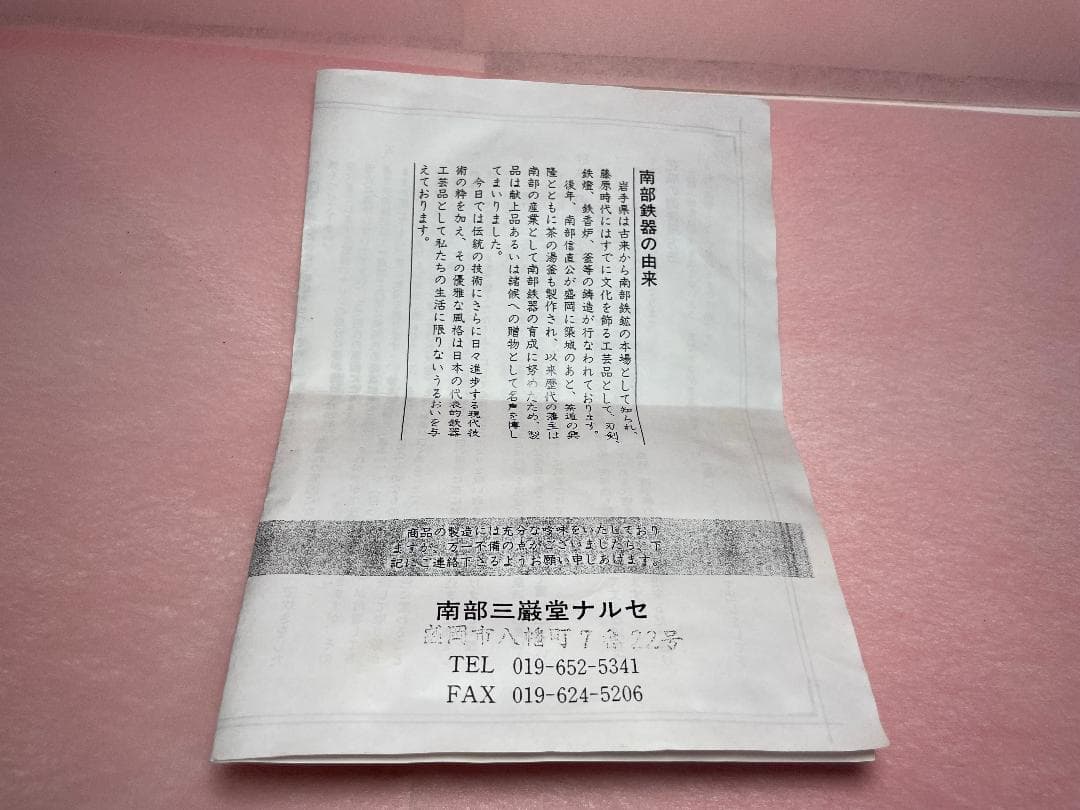 南部鉄器の由来
岩手県は古来から南部鉄鉱の本場として知られ、
藤原時代にはすでに文化を飾る工芸品として、刃剣、
鉄燈、鉄香炉、釜等の鋳造が行なわれております。
後年、南部信直公が盛岡に築城のあと、茶道の興
隆とともに茶の湯釜も製作され、以来歴代の藩主は
南部の産業として南部鉄器の育成に努めたため、製
品は献上品あるいは諸候への贈物として名声を博し
てまいりました。
今日では伝統の技術にさらに日々進歩する現代技
術の粋を加え、その優雅な風格は日本の代表的鉄器
工芸品として私たちの生活に限りないうるおいを与
えております。
商品の製造には充分な吟味をいたしており
ますが、万一不備の点がございましたら、下
記にご連絡下さるようお願い申しあげます。
南部三巌堂ナルセ
盛岡市八幡町7番22号
TEL 019-652-5341
FAX 019-624-5206